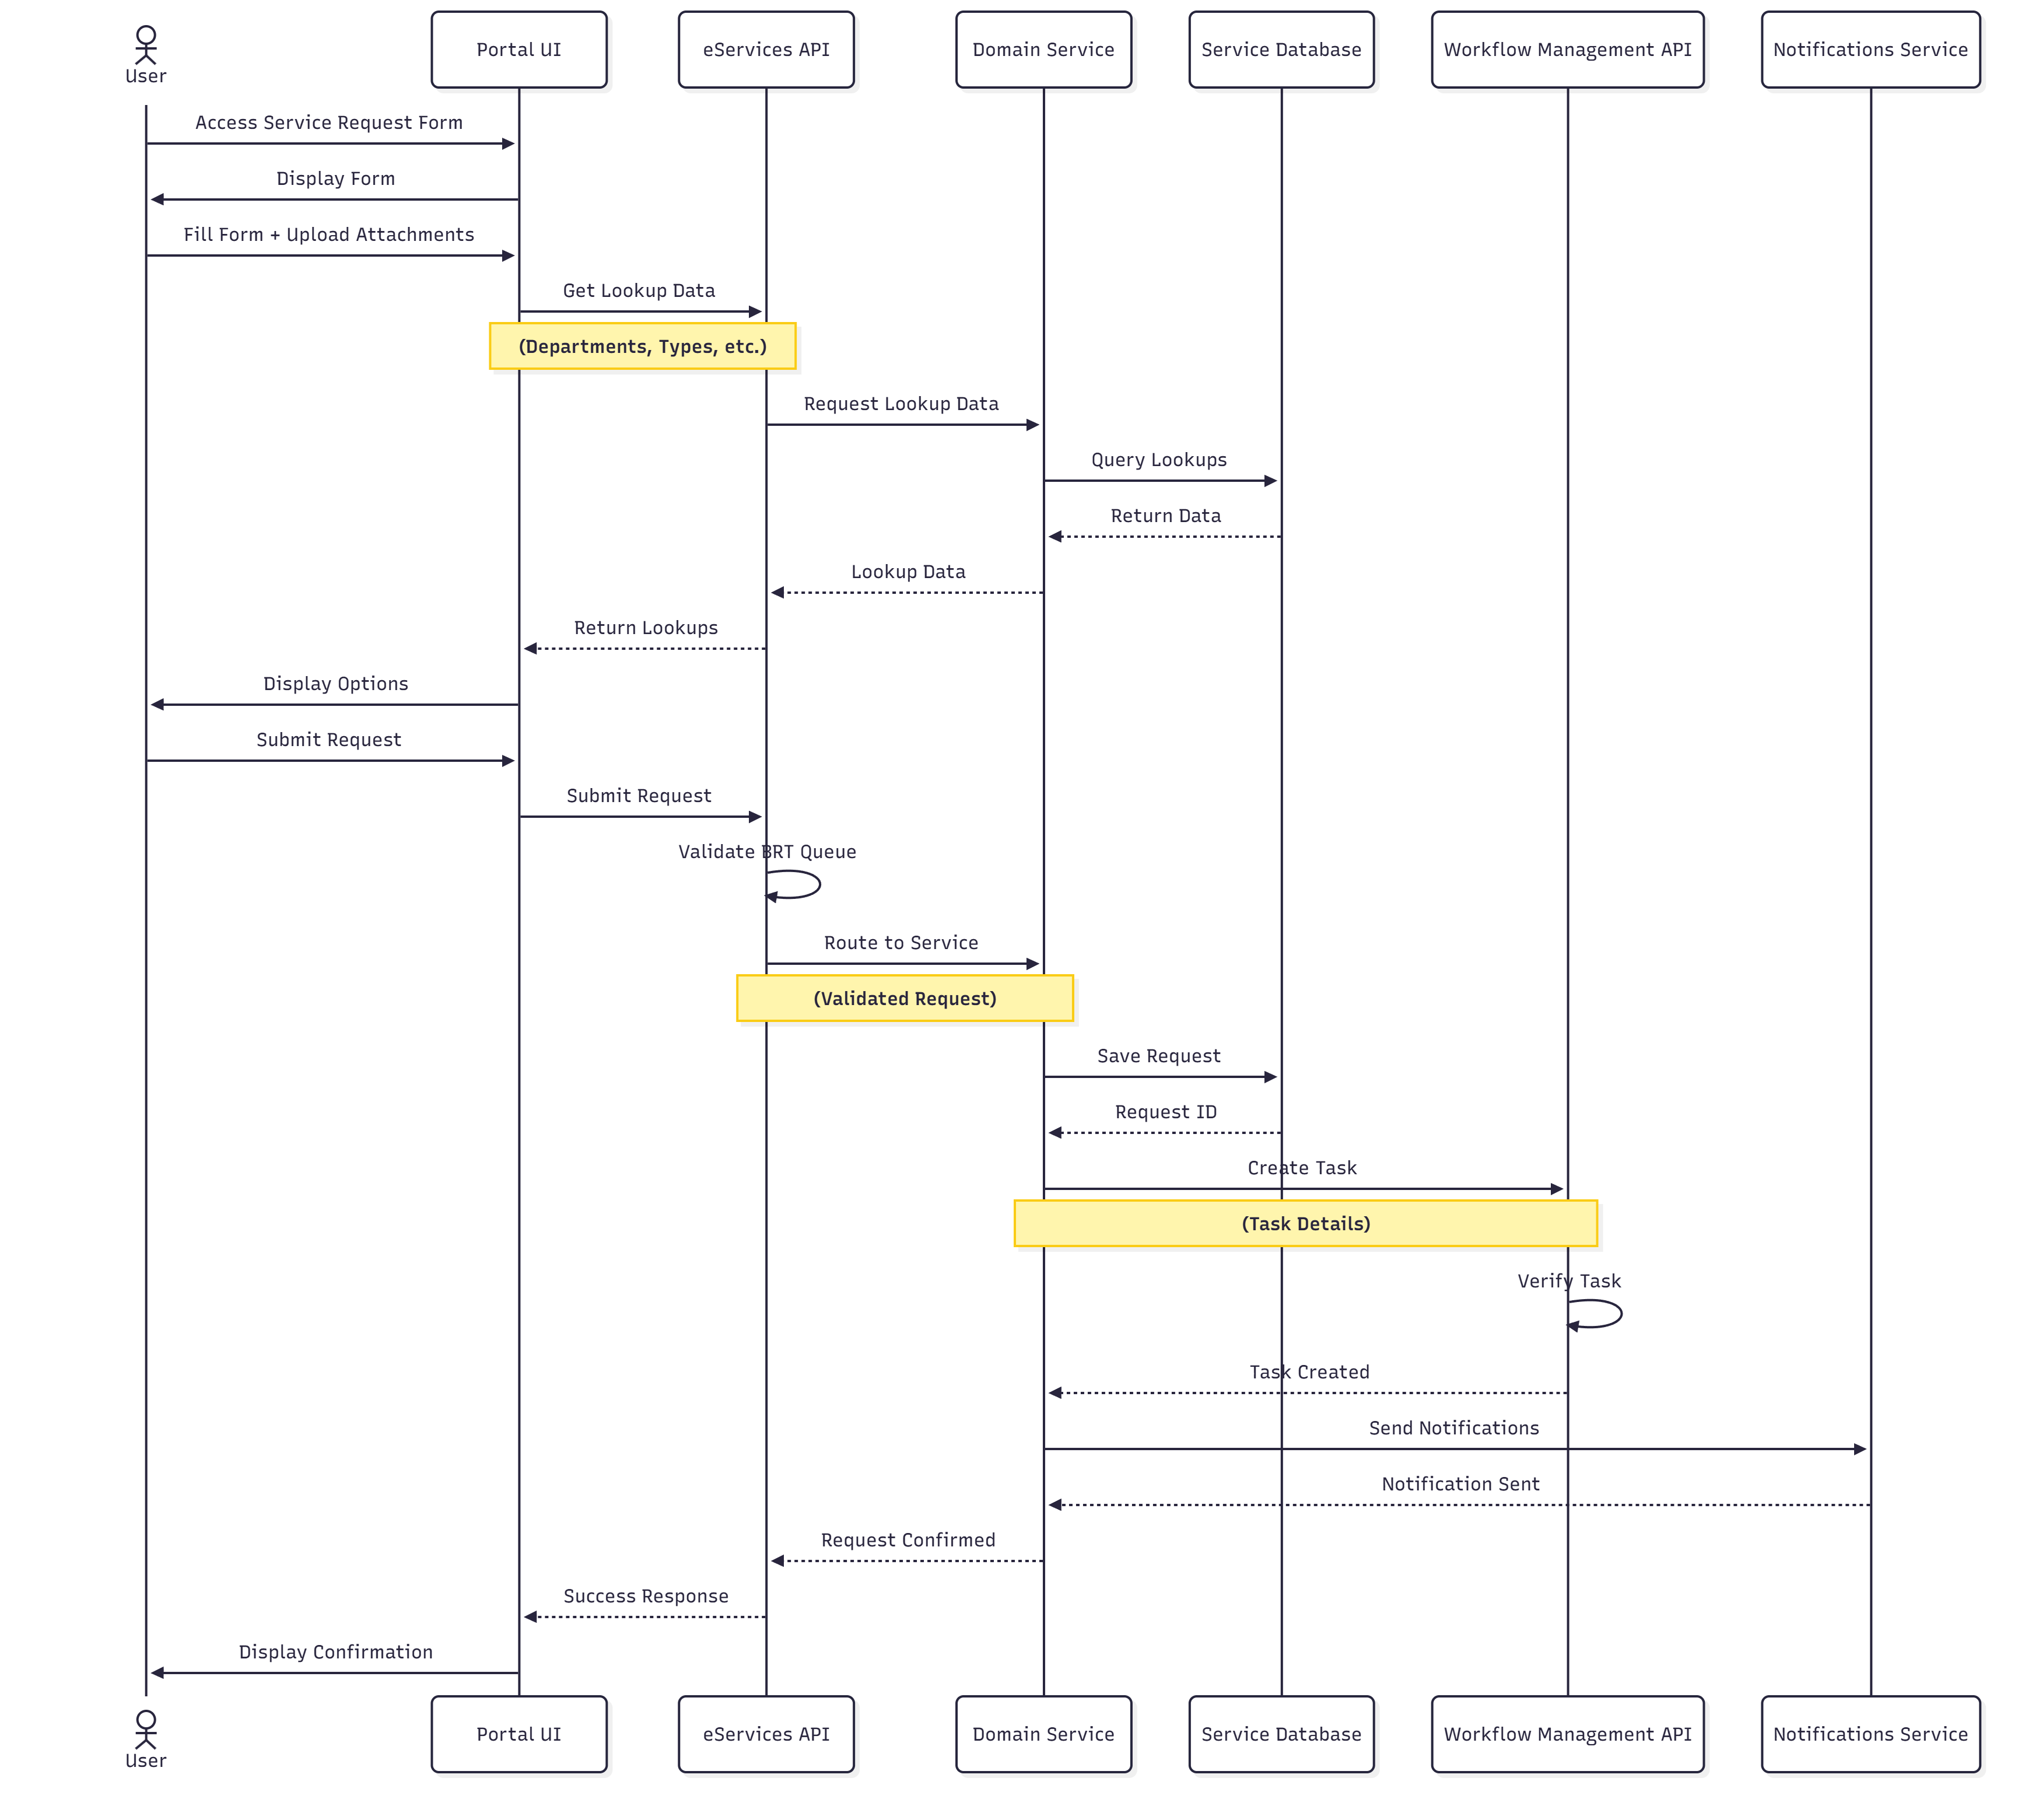 User
Portal UI
eServices API
Domain Service
Service Database
Workflow Management API
Notifications Service
Access Service Request Form
Display Form
Fill Form + Upload Attachments
Get Lookup Data
(Departments, Types, etc.)
Request Lookup Data
Query Lookups
Return Data
Lookup Data
Return Lookups
Display Options
Submit Request
Submit Request
Validate BRT Queue
Route to Service
(Validated Request)
Save Request
Request ID
Create Task
(Task Details)
Verify Task
Task Created
Send Notifications
Notification Sent
Request Confirmed
Success Response
Display Confirmation
User
Portal UI
eServices API
Domain Service
Service Database
Workflow Management API
Notifications Service